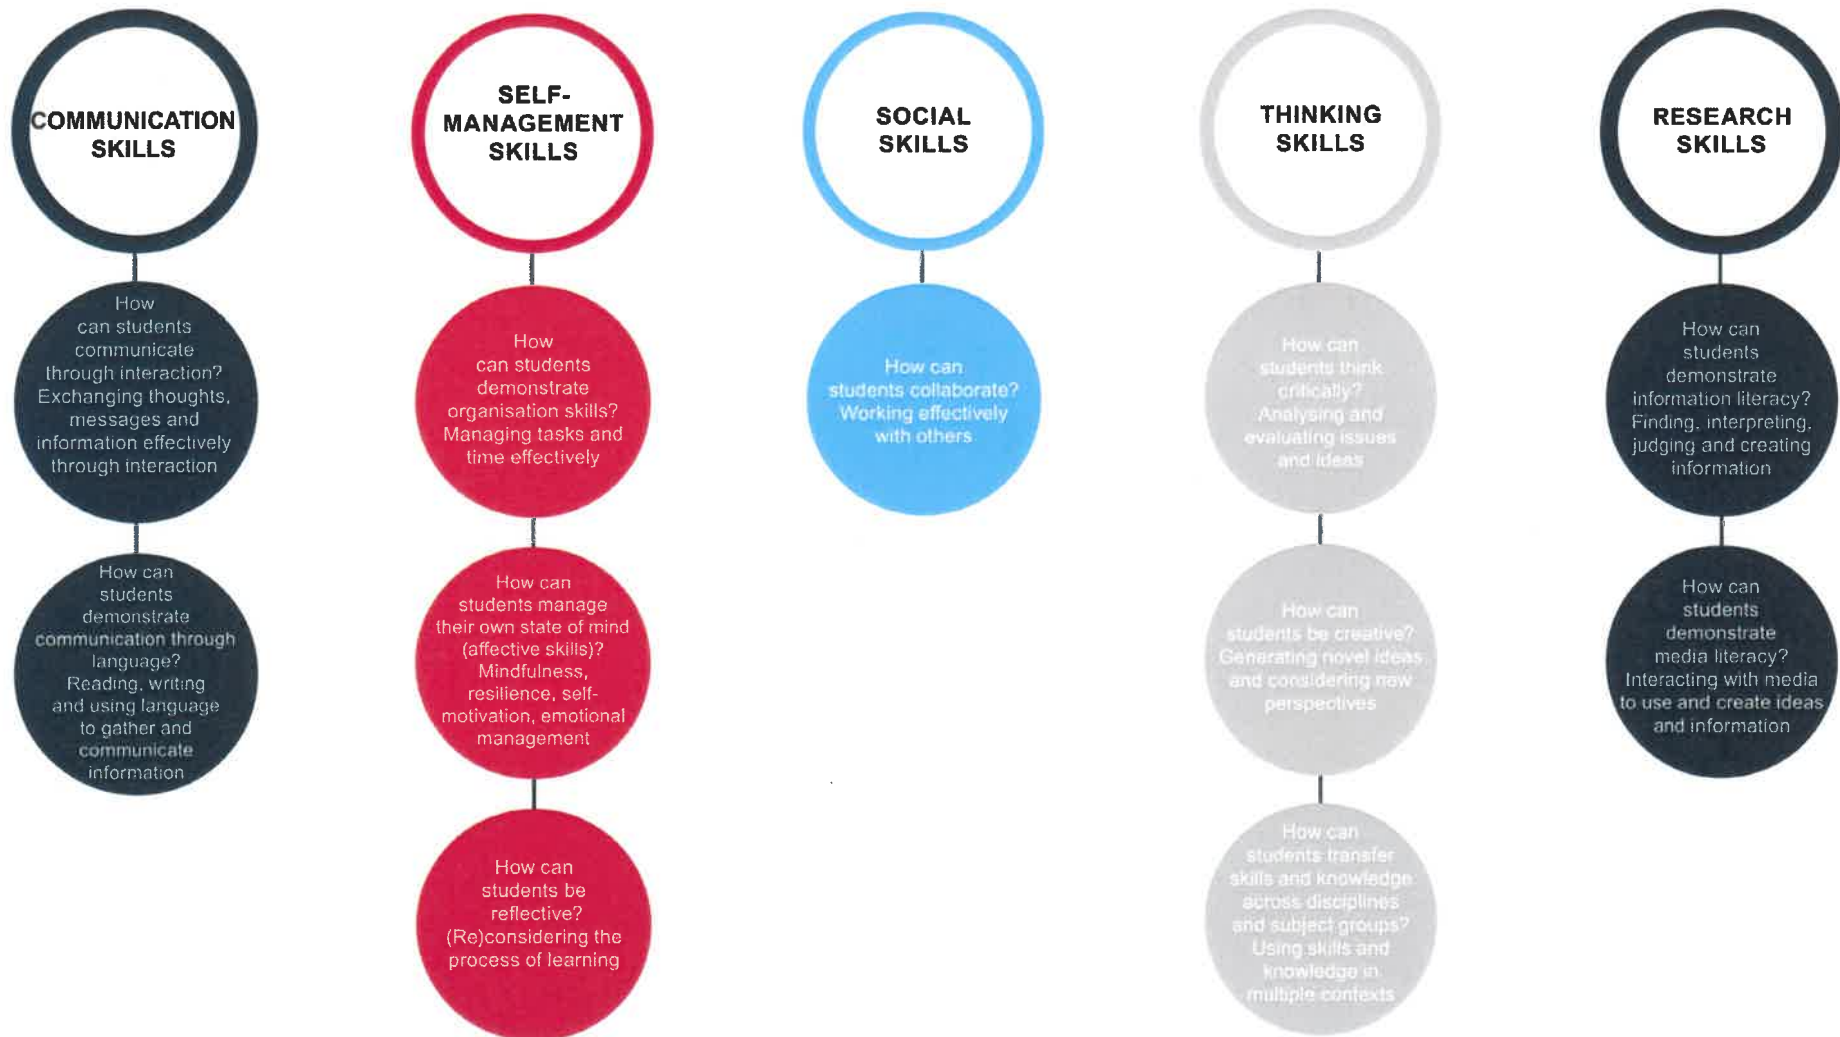 COMMUNICATION
SKILLS
How
can students
communicate
through interaction?
Exchanging thoughts,
messages and
information effectively
through interaction
How can
students
demonstrate
communication through
language?
Reading, writing
and using language
to gather and
communicate
information
SELF-
MANAGEMENT
SKILLS
How
can students
demonstrate
organisation skills?
Managing tasks and
time effectively
How can
students manage
their own state of mind
(affective skills)?
Mindfulness,
resilience, self-
motivation, emotional
management
How can
students be
reflective?
(Re)considering the
process of learning
SOCIAL
SKILLS
How can
students collaborate?
Working effectively
with others
THINKING
SKILLS
How can
students think
critically?
Analysing and
evaluating issues
and ideas
How can
students be creative?
Generating novel ideas
and considering new
perspectives
How can
students transfer
skills and knowledge
across disciplines
and subject groups?
Using skills and
knowledge in
multiple contexts
RESEARCH
SKILLS
How can
students
demonstrate
information literacy?
Finding, interpreting,
judging and creating
information
How can
students
demonstrate
media literacy?
Interacting with media
to use and create ideas
and information